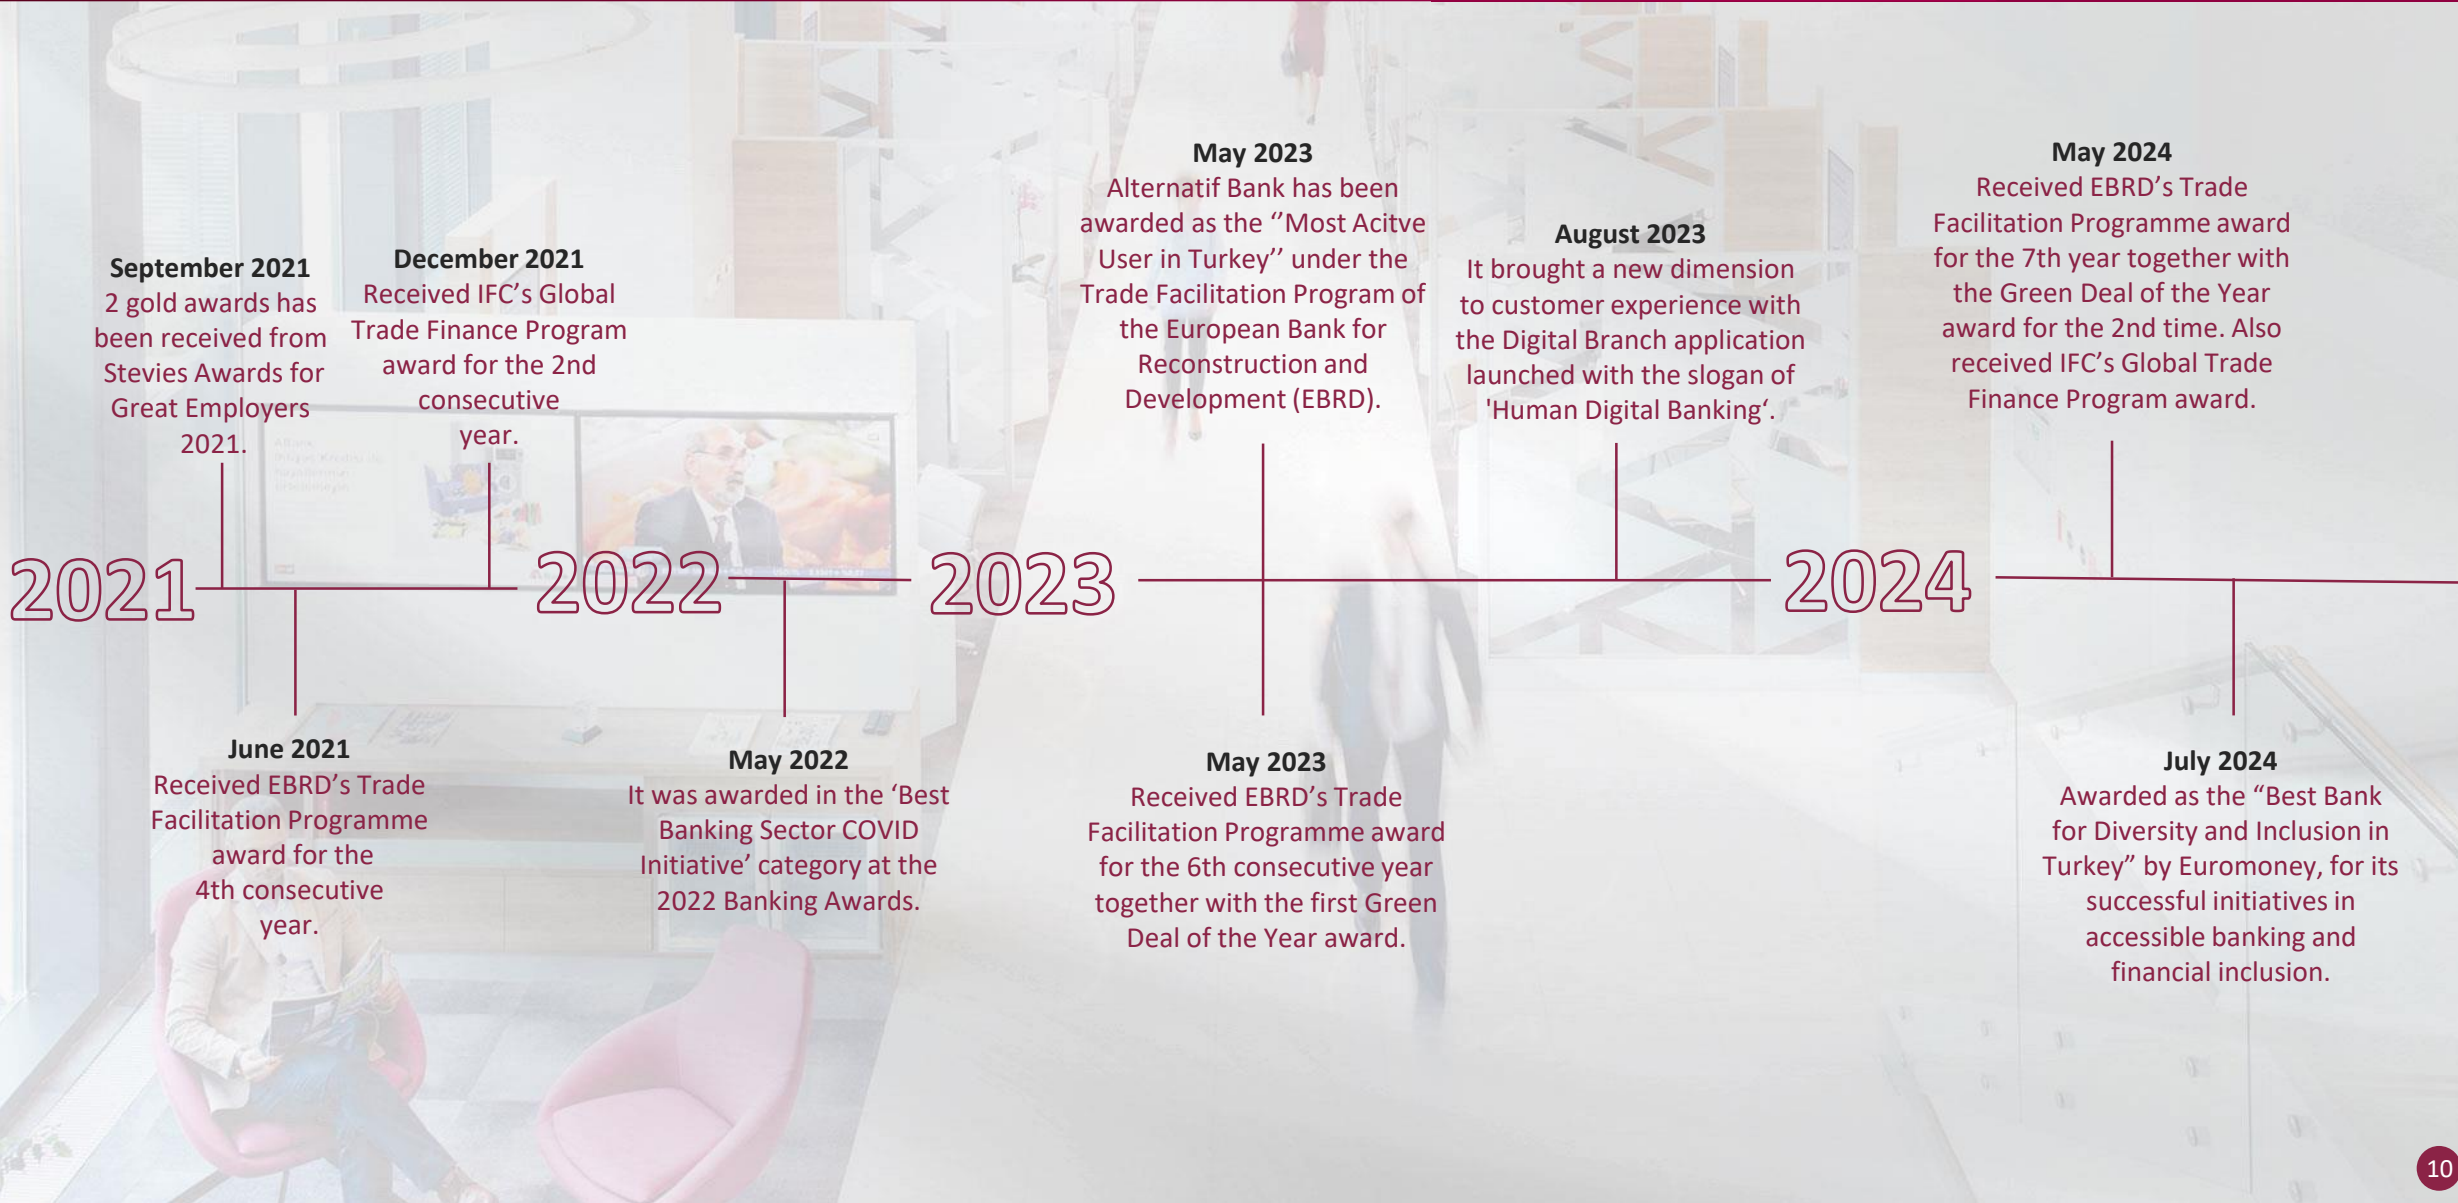 September 2021
2 gold awards has
been received from
Stevies Awards for
Great Employers
2021.
December 2021
Received IFC’s Global
Trade Finance Program
award for the 2nd
consecutive
year.
May 2023
Alternatif Bank has been
awarded as the ‘’Most Acitve
User in Turkey’’ under the
Trade Facilitation Program of
the European Bank for
Reconstruction and
Development (EBRD).
August 2023
It brought a new dimension
to customer experience with
the Digital Branch application
launched with the slogan of
'Human Digital Banking‘.
May 2024
Received EBRD’s Trade
Facilitation Programme award
for the 7th year together with
the Green Deal of the Year
award for the 2nd time. Also
received IFC’s Global Trade
Finance Program award.
2021
2022
2023
2024
June 2021
Received EBRD’s Trade
Facilitation Programme
award for the
4th consecutive
year.
May 2022
It was awarded in the ‘Best
Banking Sector COVID
Initiative’ category at the
2022 Banking Awards.
May 2023
Received EBRD’s Trade
Facilitation Programme award
for the 6th consecutive year
together with the first Green
Deal of the Year award.
July 2024
Awarded as the “Best Bank
for Diversity and Inclusion in
Turkey” by Euromoney, for its
successful initiatives in
accessible banking and
financial inclusion.
10